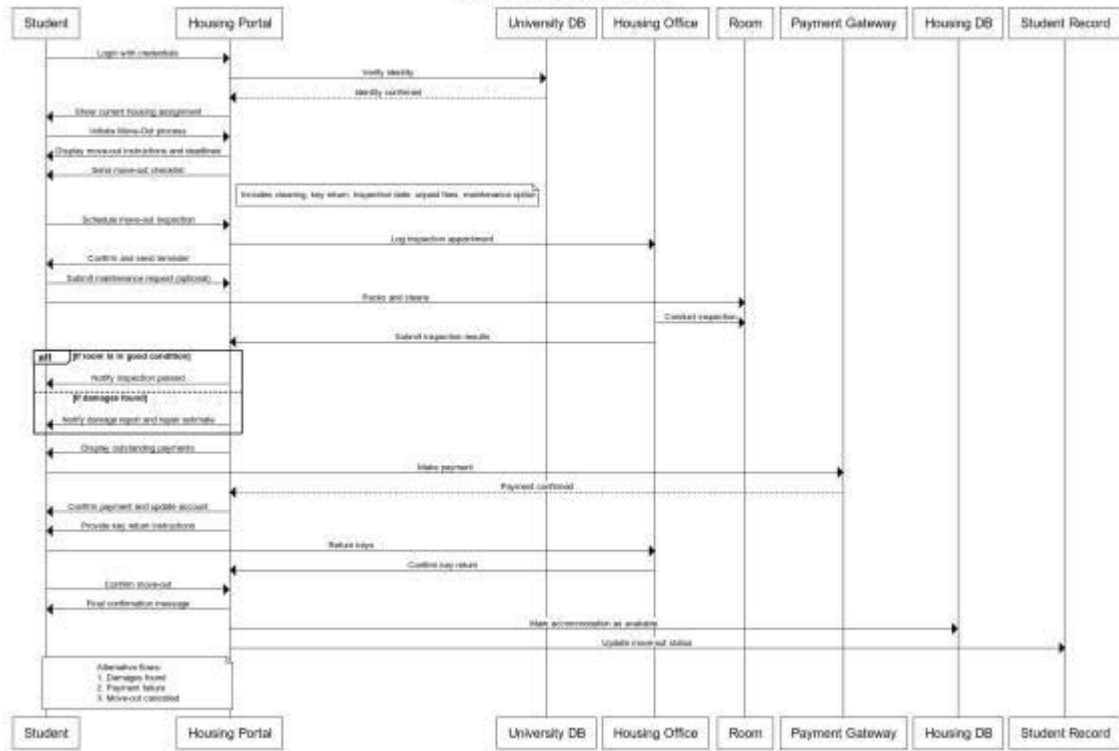 Student
Housing Portal
University DB
Housing Office
Room
Payment Gateway
Housing DB
Student Record
Login with credentials
Verify identity
Identity confirmed
Show current housing assignment
Initiate Move-Out process
Display move-out instructions and deadlines
Send move-out checklist
Includes cleaning, key return, inspection date, unpaid fees, maintenance option
Schedule move-out inspection
Log inspection appointment
Confirm and send reminder
Submit maintenance request (optional)
Packs and cleans
Conduct inspection
Submit inspection results
alt [If room is in good condition]
Notify inspection passed
[If damages found]
Notify damage report and repair estimate
Display outstanding payments
Make payment
Payment confirmed
Confirm payment and update account
Provide key return instructions
Return keys
Confirm key return
Confirm move-out
Final confirmation message
Mark accommodation as available
Update move-out status
Alternative flows:
1. Damages found
2. Payment failure
3. Move-out canceled
Student
Housing Portal
University DB
Housing Office
Room
Payment Gateway
Housing DB
Student Record